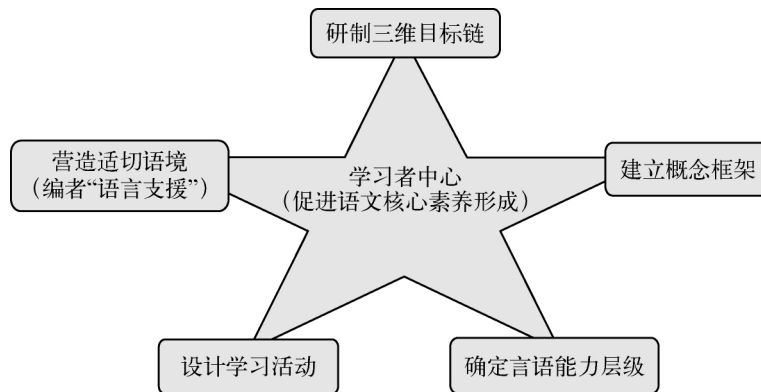 研制三维目标链
营造适切语境
（编者“语言支援”）
学习者中心
（促进语文核心素养形成）
建立概念框架
设计学习活动
确定言语能力层级